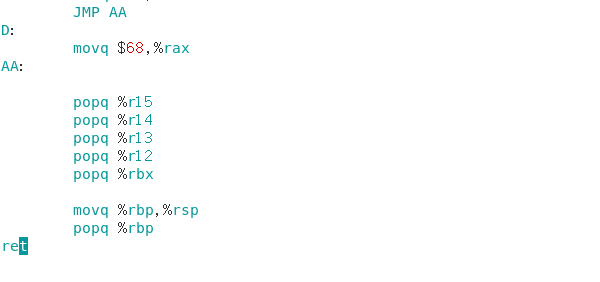 JMP AA
D:
movq $68,%rax
AA:
popq %r15
popq %r14
popq %r13
popq %r12
popq %rbx
movq %rbp,%rsp
popq %rbp
ret